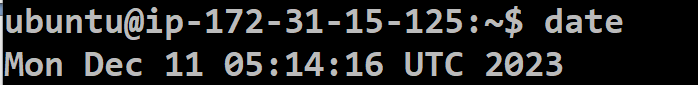 ubuntu@ip-172-31-15-125:~$ date
Mon Dec 11 05:14:16 UTC 2023